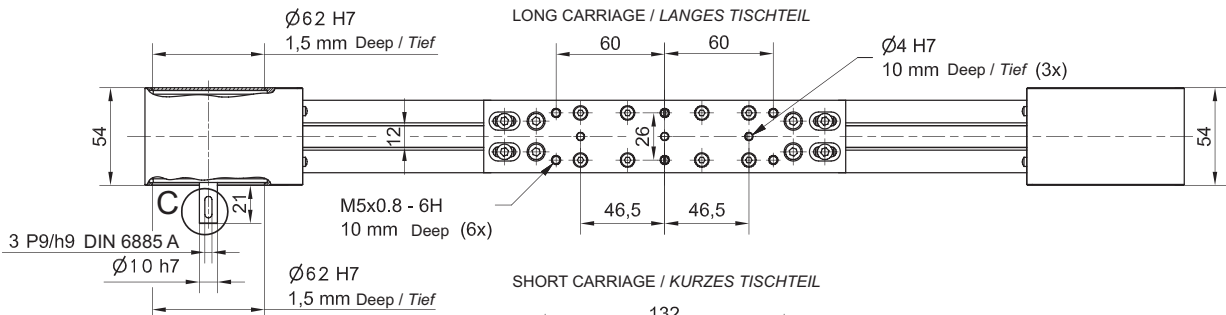 LONG CARRIAGE / LANGES TISCHTEIL
Ø62 H7
1,5 mm Deep / Tief
60
60
Ø4 H7
10 mm Deep / Tief (3x)
54
12
26
54
C
21
M5x0.8 - 6H
10 mm Deep (6x)
46,5
46,5
3 P9/h9 DIN 6885 A
Ø10 h7
Ø62 H7
1,5 mm Deep / Tief
SHORT CARRIAGE / KURZES TISCHTEIL
132